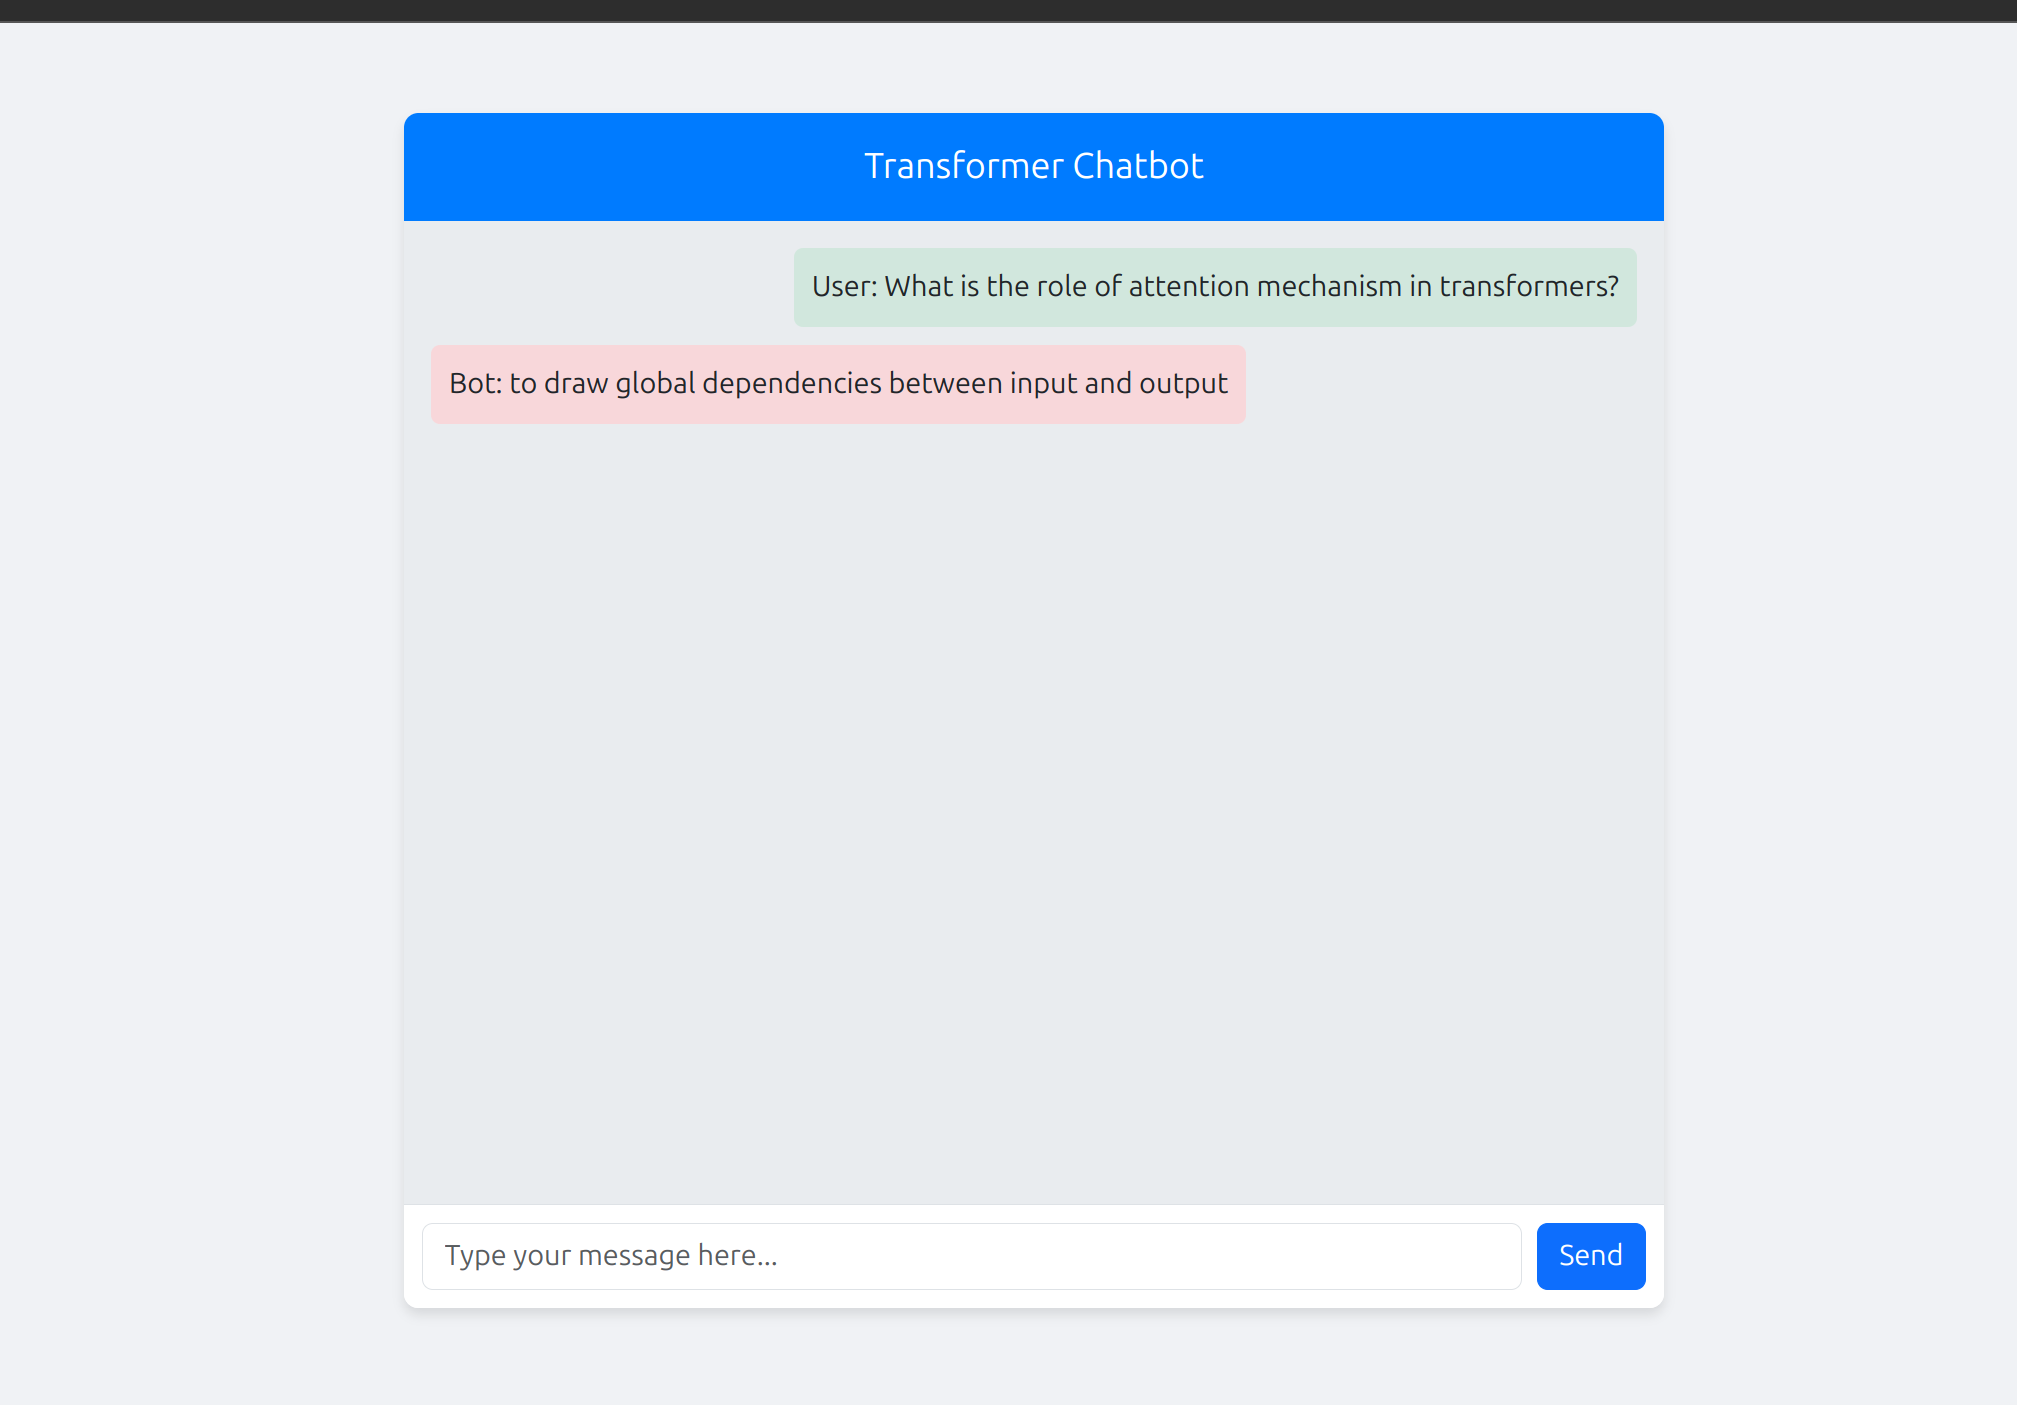 Transformer Chatbot
User: What is the role of attention mechanism in transformers?
Bot: to draw global dependencies between input and output
Type your message here...
Send